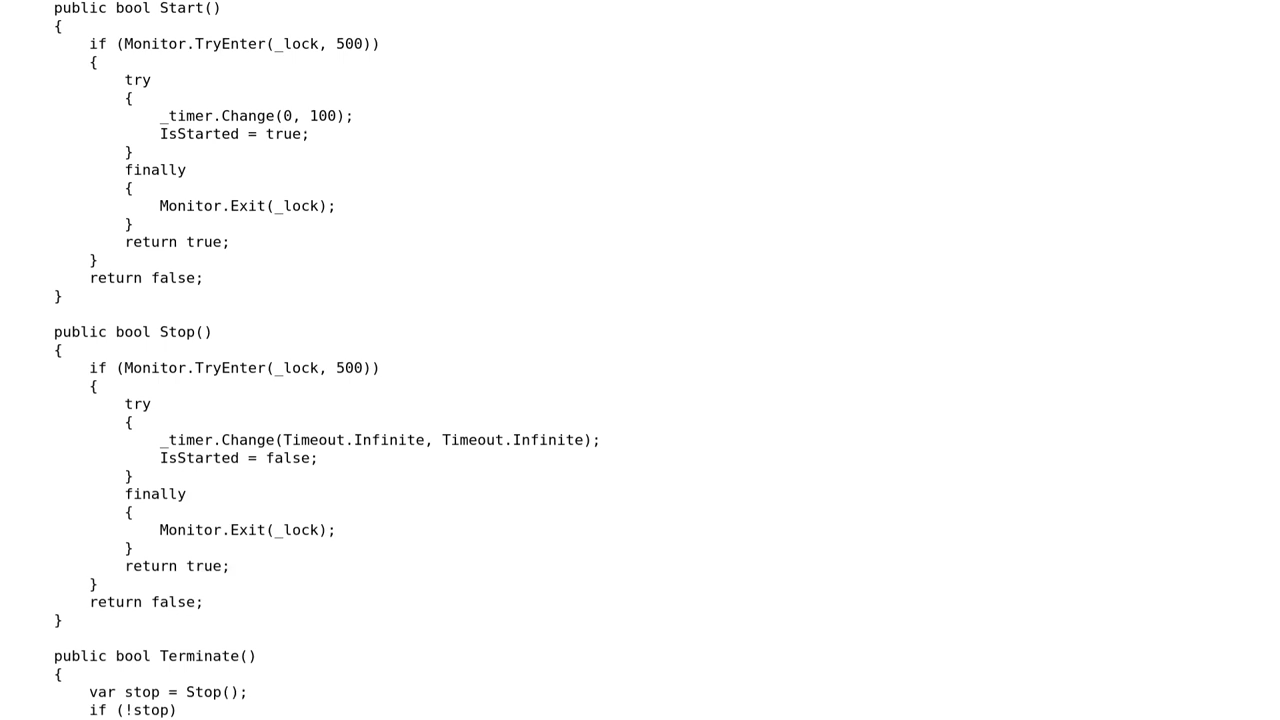 public bool Start()
{
    if (Monitor.TryEnter(_lock, 500))
    {
        try
        {
            _timer.Change(0, 100);
            IsStarted = true;
        }
        finally
        {
            Monitor.Exit(_lock);
        }
        return true;
    }
    return false;
}

public bool Stop()
{
    if (Monitor.TryEnter(_lock, 500))
    {
        try
        {
            _timer.Change(Timeout.Infinite, Timeout.Infinite);
            IsStarted = false;
        }
        finally
        {
            Monitor.Exit(_lock);
        }
        return true;
    }
    return false;
}

public bool Terminate()
{
    var stop = Stop();
    if (!stop)